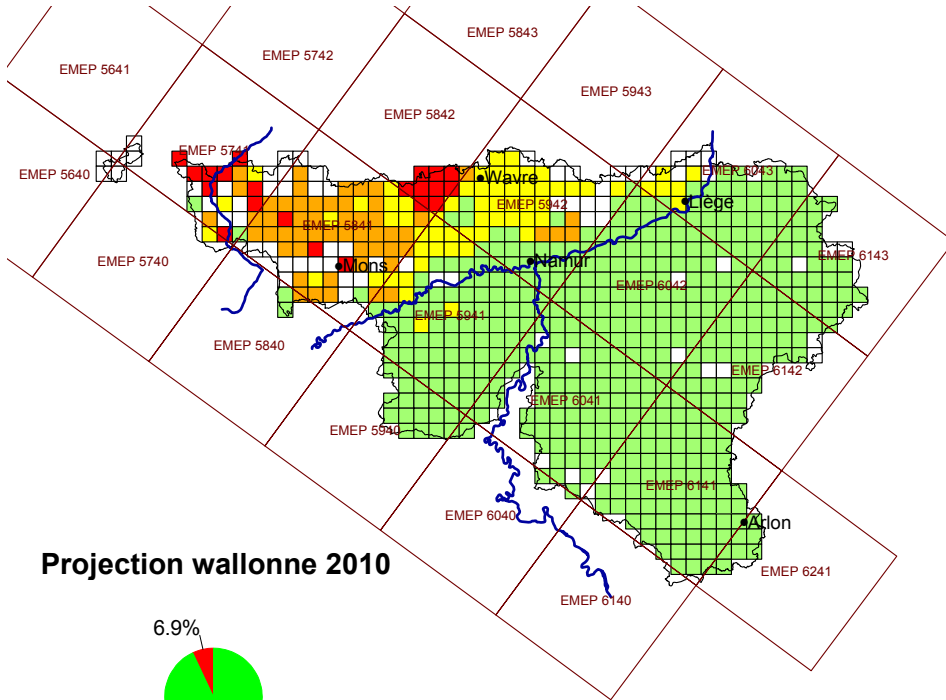 EMEP 5843
EMEP 5742
EMEP 5641
EMEP 5943
EMEP 5842
EMEP 5741
EMEP 5640
EMEP 6043
Wavre
EMEP 5942
Liège
EMEP 5841
EMEP 5740
EMEP 6143
Mons
Namur
EMEP 6042
EMEP 5941
EMEP 5840
EMEP 6142
EMEP 6041
EMEP 5940
EMEP 6141
EMEP 6040
Arlon
Projection wallonne 2010
EMEP 6241
EMEP 6140
6.9%